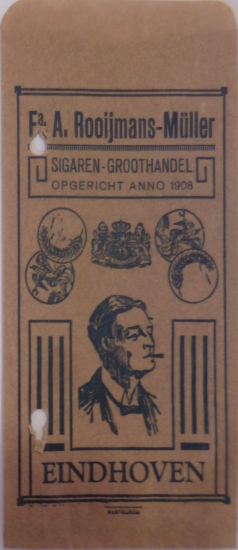 Fa. A. Rooijmans-Müller
SIGAREN-GROOTHANDEL
OPGERICHT ANNO 1908
EINDHOVEN